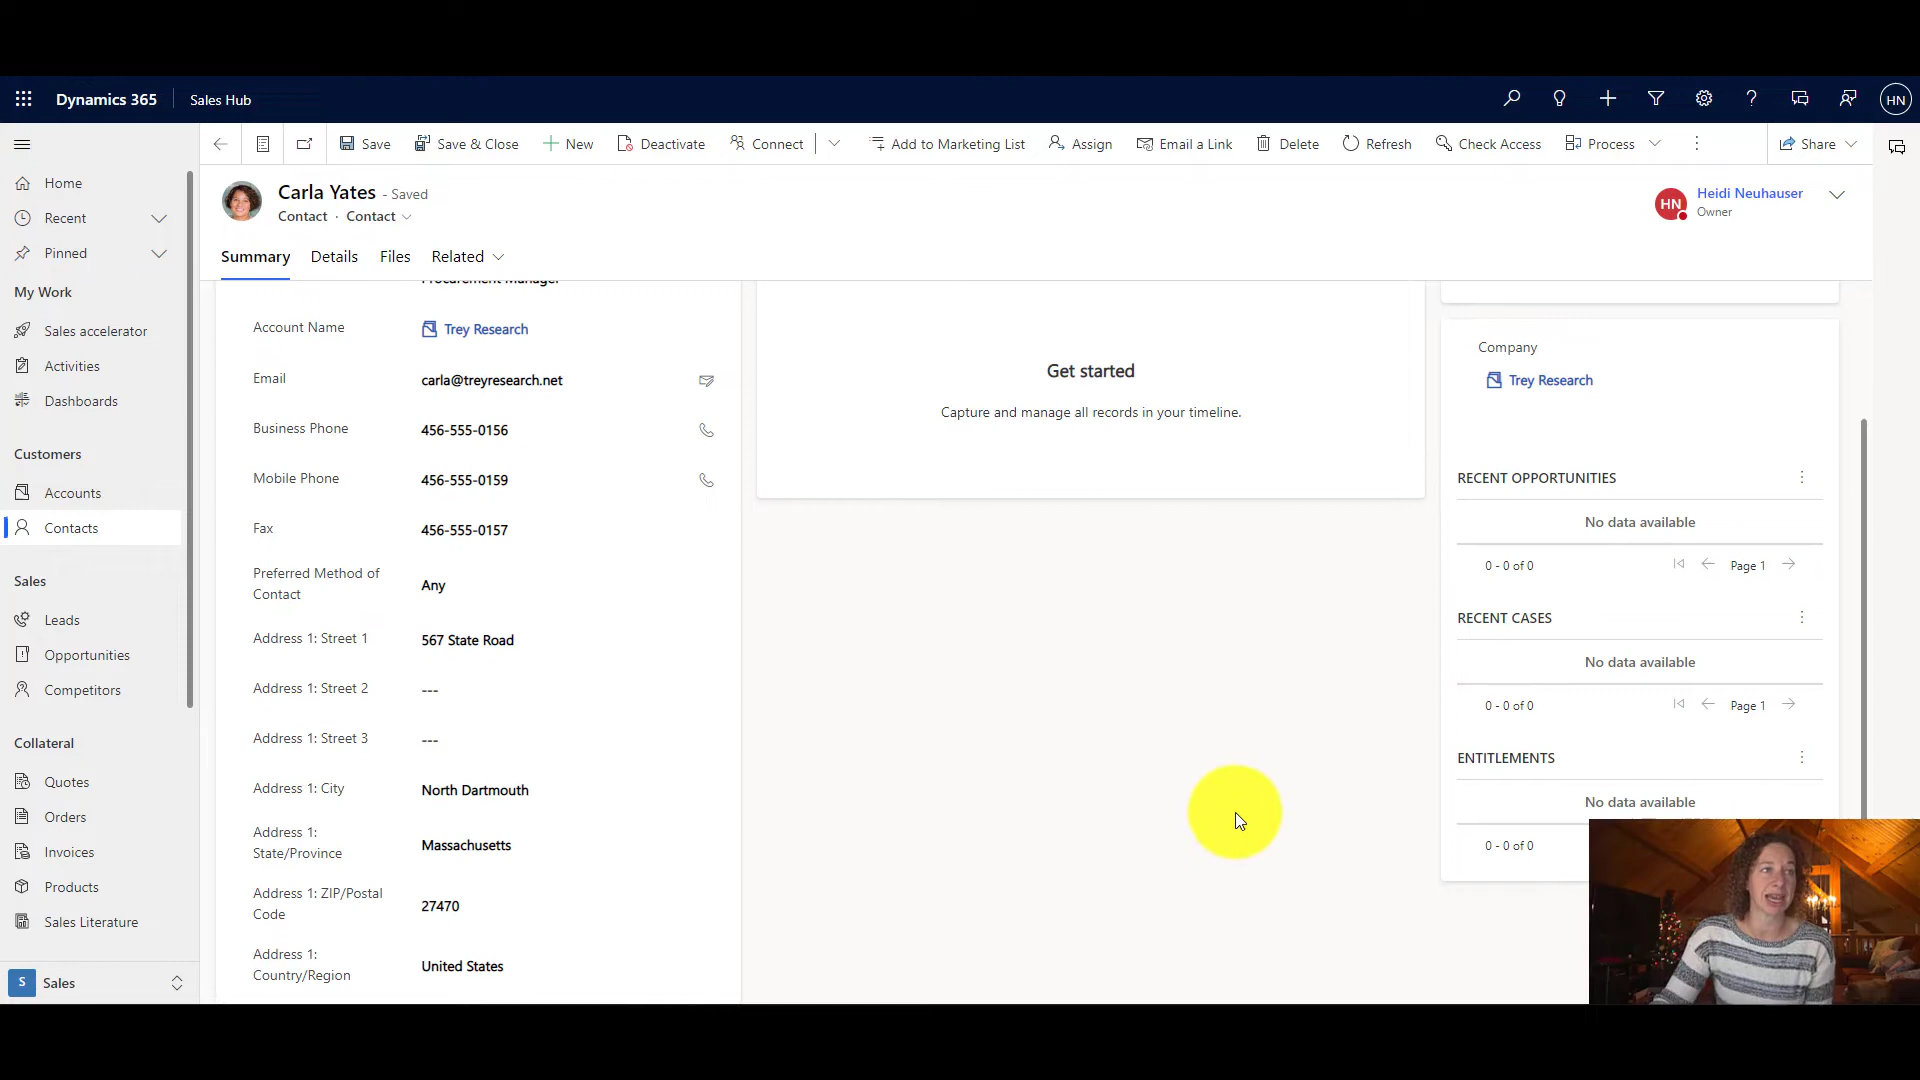 Dynamics 365 Sales Hub HN
Save Save & Close New Deactivate Connect Add to Marketing List Assign Email a Link Delete Refresh Check Access Process Share
Home
Recent
Pinned
My Work
Sales accelerator
Activities
Dashboards
Customers
Accounts
Contacts
Sales
Leads
Opportunities
Competitors
Collateral
Quotes
Orders
Invoices
Products
Sales Literature
S Sales
Carla Yates - Saved
Contact · Contact
HN Heidi Neuhauser
Owner
Summary Details Files Related
Procurement Manager
Account Name Trey Research
Email carla@treyresearch.net
Business Phone 456-555-0156
Mobile Phone 456-555-0159
Fax 456-555-0157
Preferred Method of
Contact
Any
Address 1: Street 1 567 State Road
Address 1: Street 2 ---
Address 1: Street 3 ---
Address 1: City North Dartmouth
Address 1:
State/Province
Massachusetts
Address 1: ZIP/Postal
Code
27470
Address 1:
Country/Region
United States
Get started
Capture and manage all records in your timeline.
Company
Trey Research
RECENT OPPORTUNITIES
No data available
0 - 0 of 0 Page 1
RECENT CASES
No data available
0 - 0 of 0 Page 1
ENTITLEMENTS
No data available
0 - 0 of 0